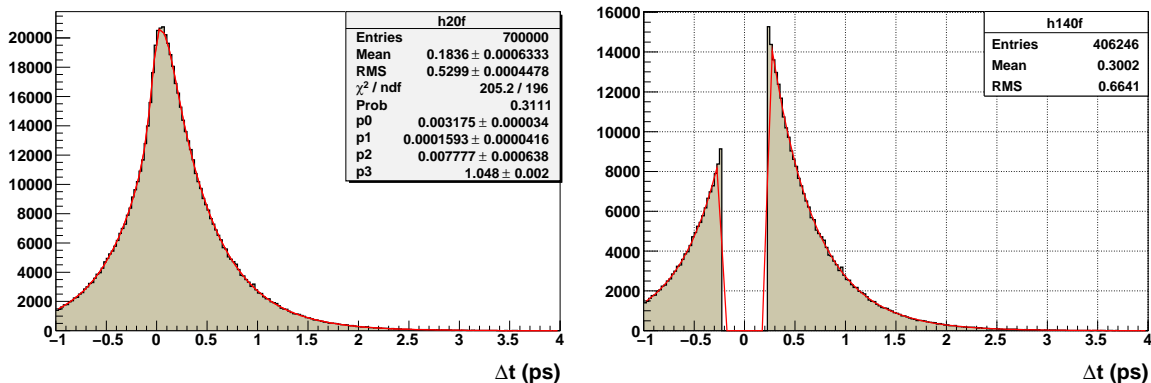 h20f
Entries 700000
Mean 0.1836 ± 0.0006333
RMS 0.5299 ± 0.0004478
χ² / ndf 205.2 / 196
Prob 0.3111
p0 0.003175 ± 0.000034
p1 0.0001593 ± 0.0000416
p2 0.007777 ± 0.000638
p3 1.048 ± 0.002
20000
18000
16000
14000
12000
10000
8000
6000
4000
2000
0
-1 -0.5 0 0.5 1 1.5 2 2.5 3 3.5 4
Δt (ps)
h140f
Entries 406246
Mean 0.3002
RMS 0.6641
16000
14000
12000
10000
8000
6000
4000
2000
0
-1 -0.5 0 0.5 1 1.5 2 2.5 3 3.5 4
Δt (ps)